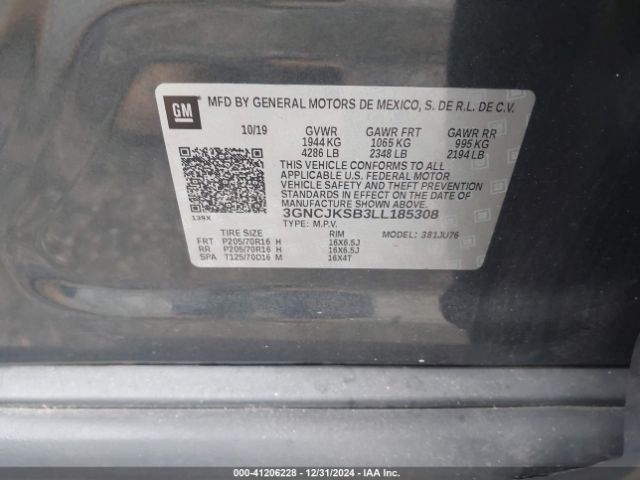 GM
MFD BY GENERAL MOTORS DE MEXICO, S. DE R.L. DE C.V.
10/19 GVWR GAWR FRT GAWR RR
1944 KG 1065 KG 995 KG
4286 LB 2348 LB 2194 LB
THIS VEHICLE CONFORMS TO ALL
APPLICABLE U.S. FEDERAL MOTOR
VEHICLE SAFETY AND THEFT PREVENTION
STANDARDS IN EFFECT ON THE DATE OF
MANUFACTURE SHOWN ABOVE.
3GNCJKSB3LL185308
139X
TYPE: M.P.V. MODEL: 381JU76
TIRE SIZE RIM
FRT P205/70R16 H 16X6.5J
RR P205/70R16 H 16X6.5J
SPA T125/70D16 M 16X4T
000-41206228 - 12/31/2024 - IAA Inc.